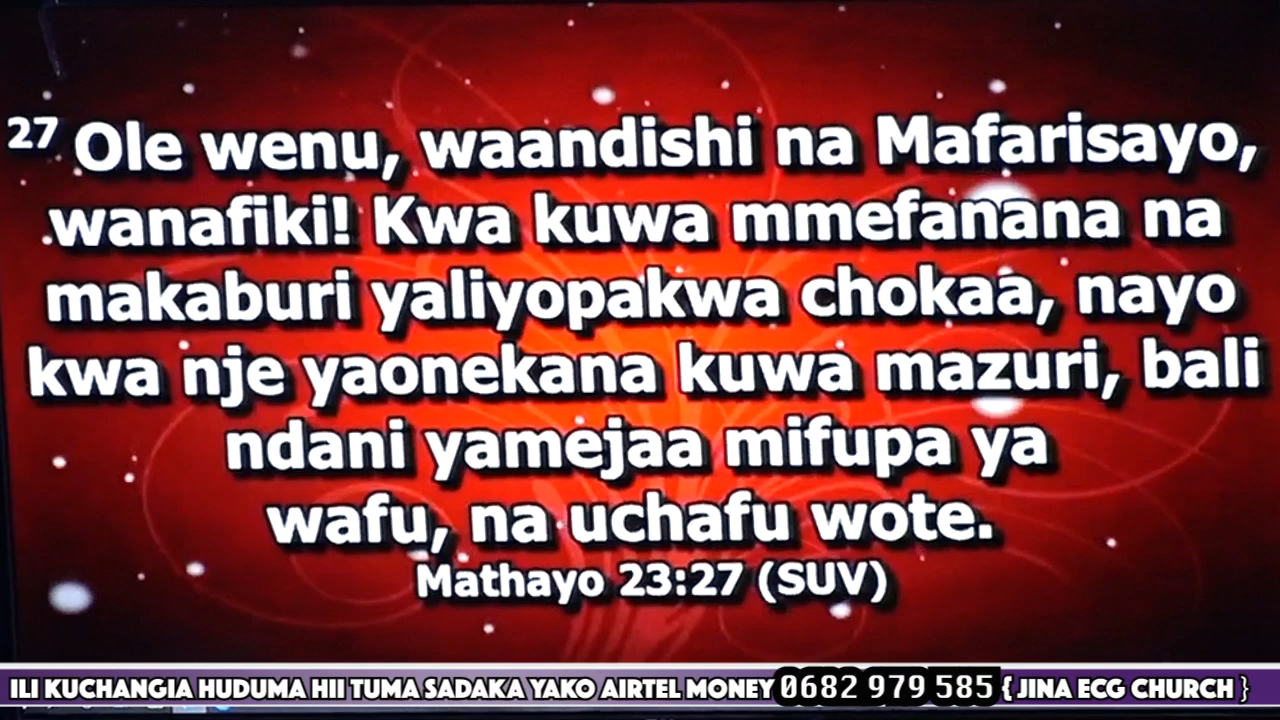 27 Ole wenu, waandishi na Mafarisayo,
wanafiki! Kwa kuwa mmefanana na
makaburi yaliyopakwa chokaa, nayo
kwa nje yaonekana kuwa mazuri, bali
ndani yamejaa mifupa ya
wafu, na uchafu wote.
Mathayo 23:27 (SUV)
ILI KUCHANGIA HUDUMA HII TUMA SADAKA YAKO AIRTEL MONEY 0682 979 585 { JINA ECG CHURCH }